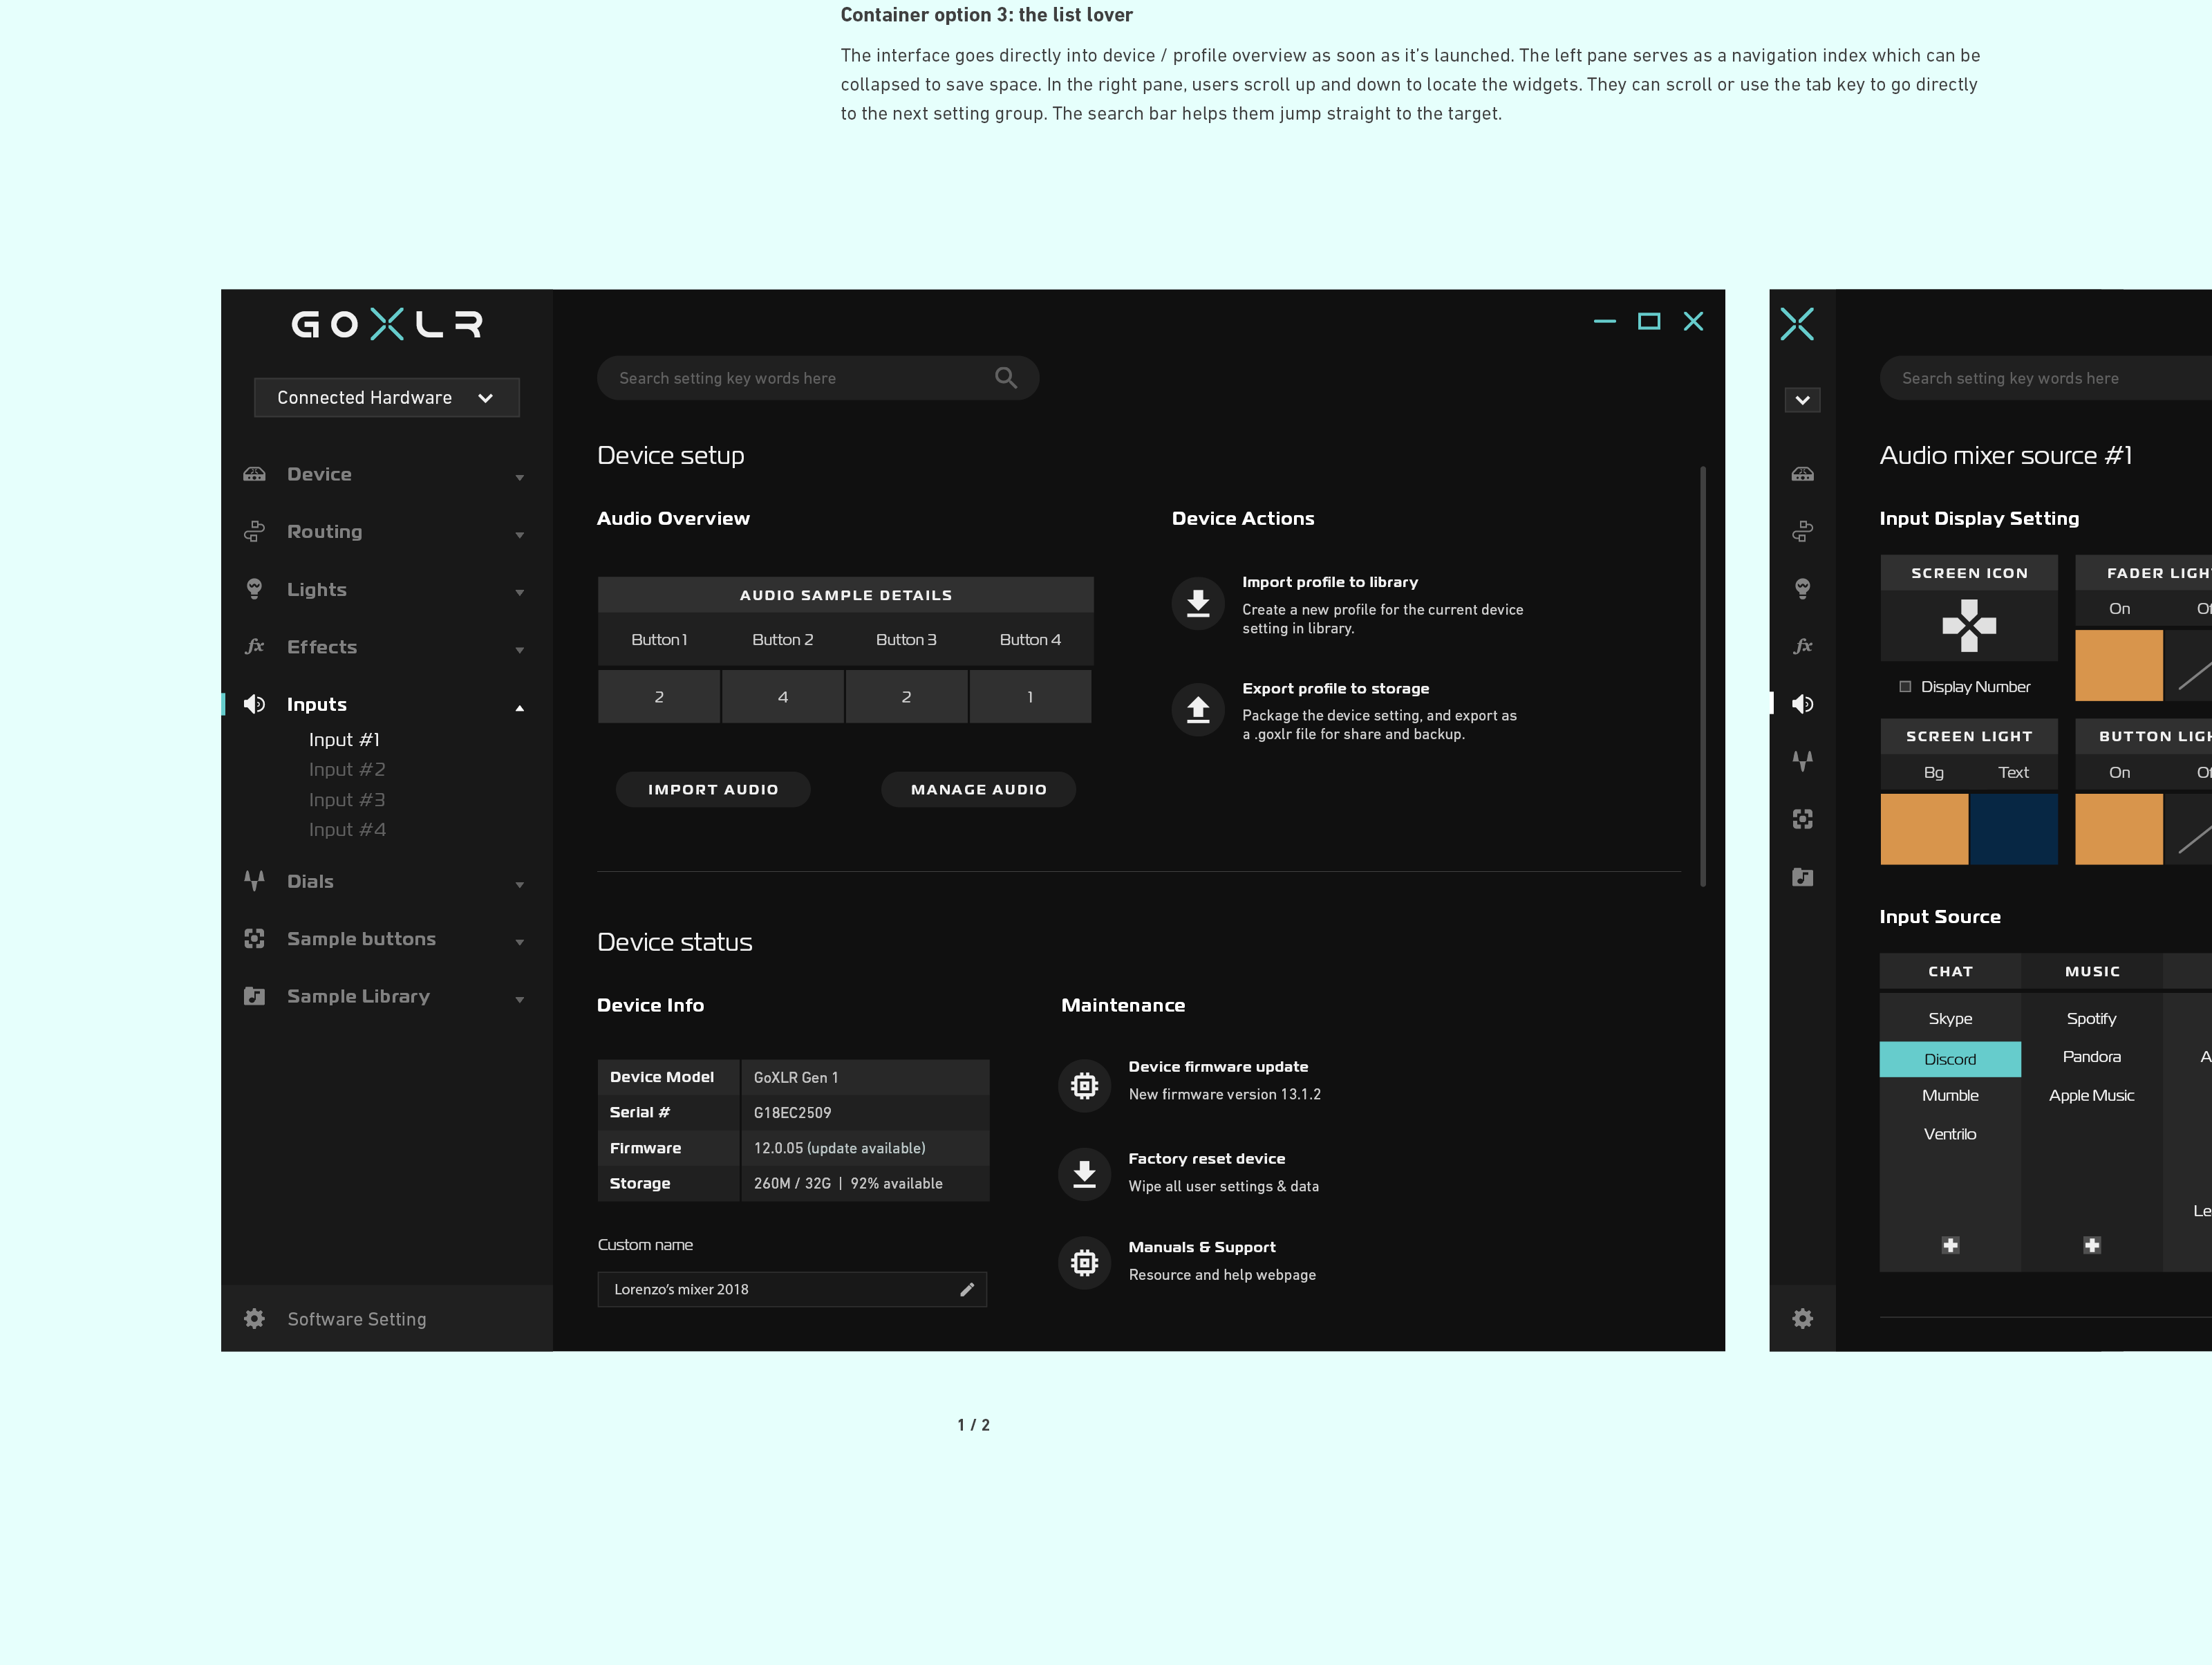 Container option 3: the list lover
The interface goes directly into device / profile overview as soon as it's launched. The left pane serves as a navigation index which can be
collapsed to save space. In the right pane, users scroll up and down to locate the widgets. They can scroll or use the tab key to go directly
to the next setting group. The search bar helps them jump straight to the target.
GOXLR
Connected Hardware
Device
Routing
Lights
fx Effects
Inputs
Input #1
Input #2
Input #3
Input #4
Dials
Sample buttons
Sample Library
Software Setting
Search setting key words here
Device setup
Audio Overview
AUDIO SAMPLE DETAILS
Button 1 Button 2 Button 3 Button 4
2 4 2 1
IMPORT AUDIO MANAGE AUDIO
Device Actions
Import profile to library
Create a new profile for the current device
setting in library.
Export profile to storage
Package the device setting, and export as
a .goxlr file for share and backup.
Device status
Device Info
Device Model GoXLR Gen 1
Serial # G18EC2509
Firmware 12.0.05 (update available)
Storage 260M / 32G | 92% available
Custom name
Lorenzo's mixer 2018
Maintenance
Device firmware update
New firmware version 13.1.2
Factory reset device
Wipe all user settings & data
Manuals & Support
Resource and help webpage
X
fx
Search setting key words here
Audio mixer source #1
Input Display Setting
SCREEN ICON
Display Number
FADER LIGH
On
SCREEN LIGHT
Bg Text
BUTTON LIGH
On
Input Source
CHAT MUSIC
Skype Spotify
Discord Pandora A
Mumble Apple Music
Ventrilo
Le
1 / 2